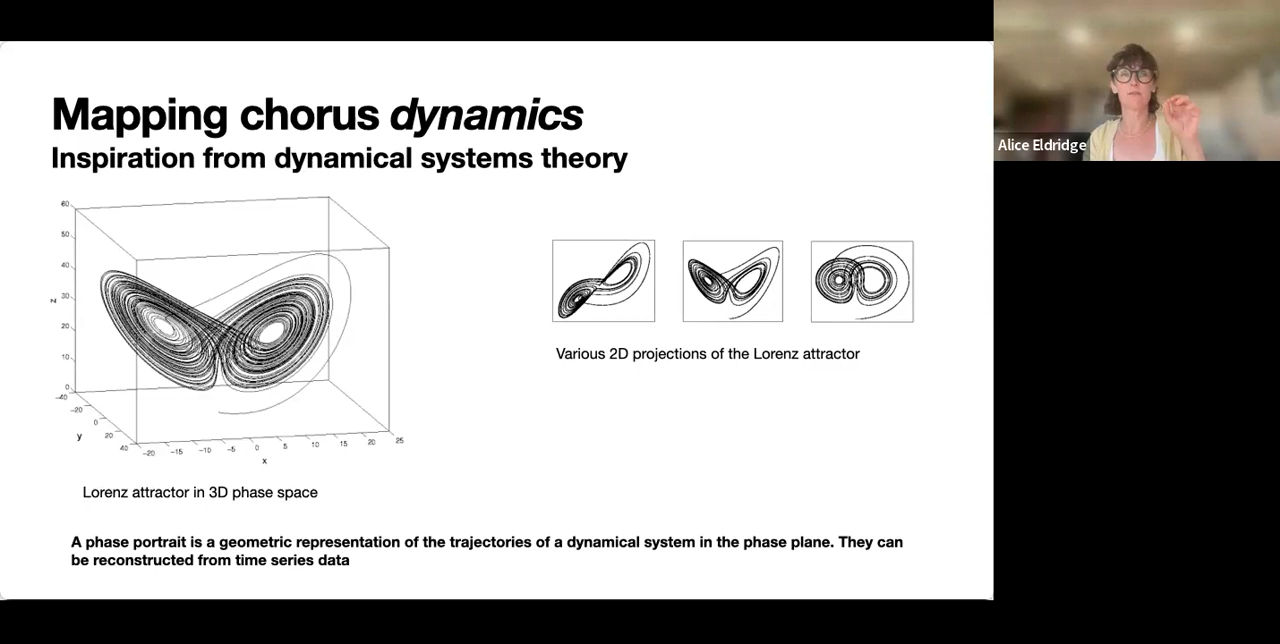 Mapping chorus dynamics
Inspiration from dynamical systems theory
60
50
40
30
20
10
0
z
-40
-20
0
20
40
y
-20
-15
-10
-5
0
5
10
15
20
25
x
Lorenz attractor in 3D phase space
Various 2D projections of the Lorenz attractor
A phase portrait is a geometric representation of the trajectories of a dynamical system in the phase plane. They can
be reconstructed from time series data
Alice Eldridge